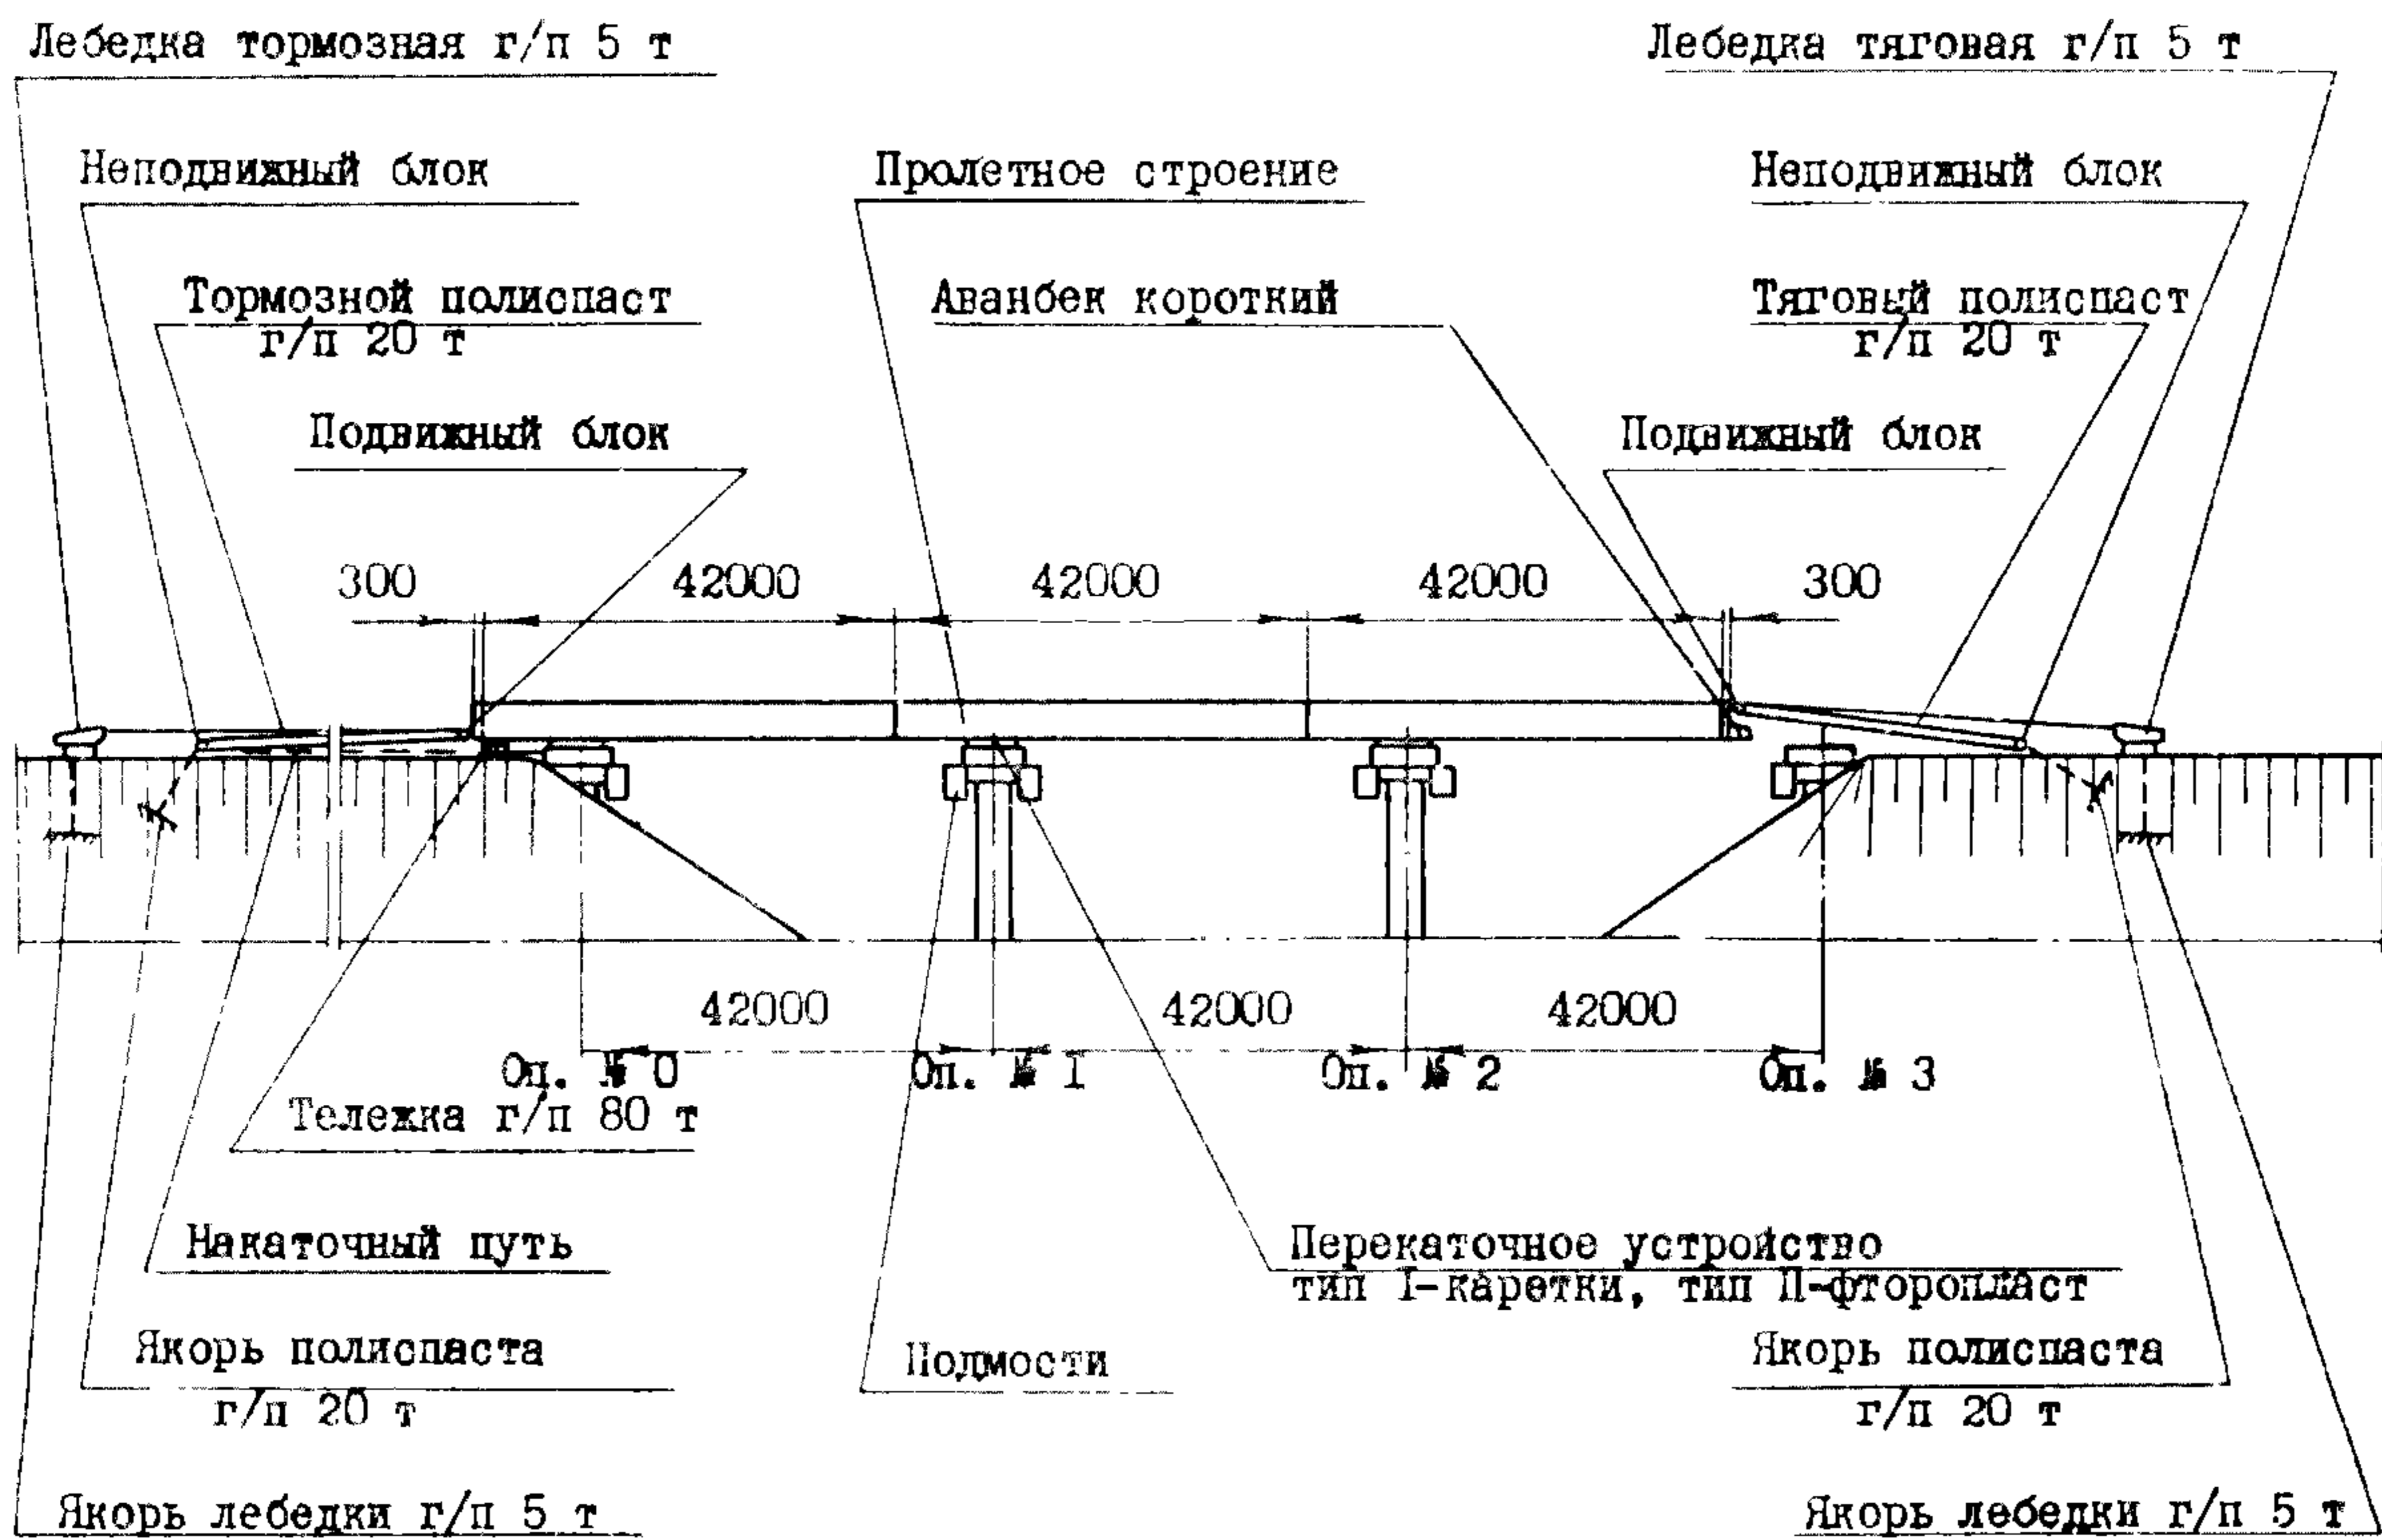 Лебедка тормозная г/п 5 т
Лебедка тяговая г/п 5 т
Неподвижный блок
Пролетное строение
Неподвижный блок
Тормозной полиспаст
г/п 20 т
Аванбек короткий
Тяговый полиспаст
г/п 20 т
Подвижный блок
Подвижный блок
300
42000
42000
42000
300
42000
42000
42000
Оп. № 0
Оп. № I
Оп. № 2
Оп. № 3
Тележка г/п 80 т
Накаточный путь
Перекаточное устройство
тип I-каретки, тип П-фторопласт
Якорь полиспаста
г/п 20 т
Подмости
Якорь полиспаста
г/п 20 т
Якорь лебедки г/п 5 т
Якорь лебедки г/п 5 т